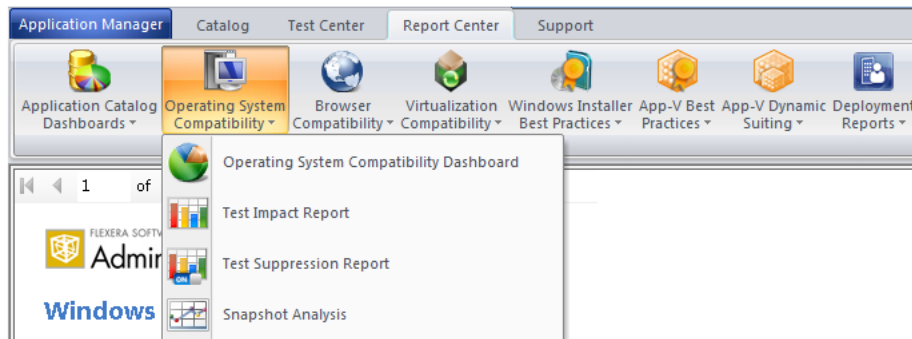 Application Manager Catalog Test Center Report Center Support
Application Catalog Operating System Browser Virtualization Windows Installer App-V Best App-V Dynamic Deployment
Dashboards Compatibility Compatibility Compatibility Best Practices Practices Suiting Reports
Operating System Compatibility Dashboard
1 of
Test Impact Report
FLEXERA
Test Suppression Report
ON
Windows
Snapshot Analysis